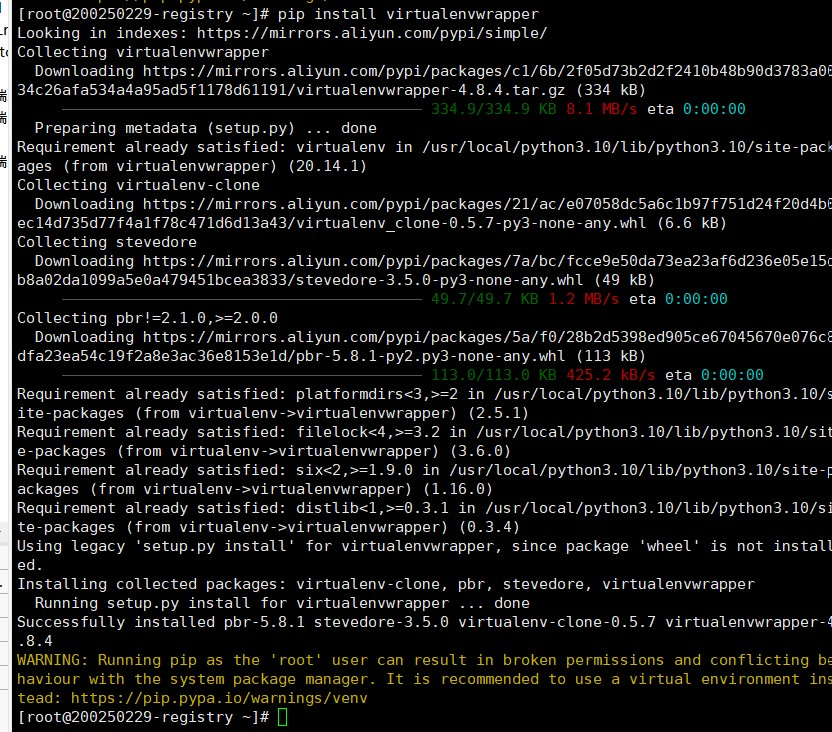 [root@200250229-registry ~]# pip install virtualenvwrapper
Looking in indexes: https://mirrors.aliyun.com/pypi/simple/
Collecting virtualenvwrapper
  Downloading https://mirrors.aliyun.com/pypi/packages/c1/6b/2f05d73b2d2f2410b48b90d3783a00
34c26afa534a4a95ad5f1178d61191/virtualenvwrapper-4.8.4.tar.gz (334 kB)
334.9/334.9 KB 8.1 MB/s eta 0:00:00
  Preparing metadata (setup.py) ... done
Requirement already satisfied: virtualenv in /usr/local/python3.10/lib/python3.10/site-pack
ages (from virtualenvwrapper) (20.14.1)
Collecting virtualenv-clone
  Downloading https://mirrors.aliyun.com/pypi/packages/21/ac/e07058dc5a6c1b97f751d24f20d4b0
ec14d735d77f4a1f78c471d6d13a43/virtualenv_clone-0.5.7-py3-none-any.whl (6.6 kB)
Collecting stevedore
  Downloading https://mirrors.aliyun.com/pypi/packages/7a/bc/fcce9e50da73ea23af6d236e05e15d
b8a02da1099a5e0a479451bcea3833/stevedore-3.5.0-py3-none-any.whl (49 kB)
49.7/49.7 KB 1.2 MB/s eta 0:00:00
Collecting pbr!=2.1.0,>=2.0.0
  Downloading https://mirrors.aliyun.com/pypi/packages/5a/f0/28b2d5398ed905ce67045670e076c8
dfa23ea54c19f2a8e3ac36e8153e1d/pbr-5.8.1-py2.py3-none-any.whl (113 kB)
113.0/113.0 KB 425.2 kB/s eta 0:00:00
Requirement already satisfied: platformdirs<3,>=2 in /usr/local/python3.10/lib/python3.10/s
ite-packages (from virtualenv->virtualenvwrapper) (2.5.1)
Requirement already satisfied: filelock<4,>=3.2 in /usr/local/python3.10/lib/python3.10/sit
e-packages (from virtualenv->virtualenvwrapper) (3.6.0)
Requirement already satisfied: six<2,>=1.9.0 in /usr/local/python3.10/lib/python3.10/site-p
ackages (from virtualenv->virtualenvwrapper) (1.16.0)
Requirement already satisfied: distlib<1,>=0.3.1 in /usr/local/python3.10/lib/python3.10/si
te-packages (from virtualenv->virtualenvwrapper) (0.3.4)
Using legacy 'setup.py install' for virtualenvwrapper, since package 'wheel' is not install
ed.
Installing collected packages: virtualenv-clone, pbr, stevedore, virtualenvwrapper
  Running setup.py install for virtualenvwrapper ... done
Successfully installed pbr-5.8.1 stevedore-3.5.0 virtualenv-clone-0.5.7 virtualenvwrapper-4
.8.4
WARNING: Running pip as the 'root' user can result in broken permissions and conflicting be
haviour with the system package manager. It is recommended to use a virtual environment ins
tead: https://pip.pypa.io/warnings/venv
[root@200250229-registry ~]#